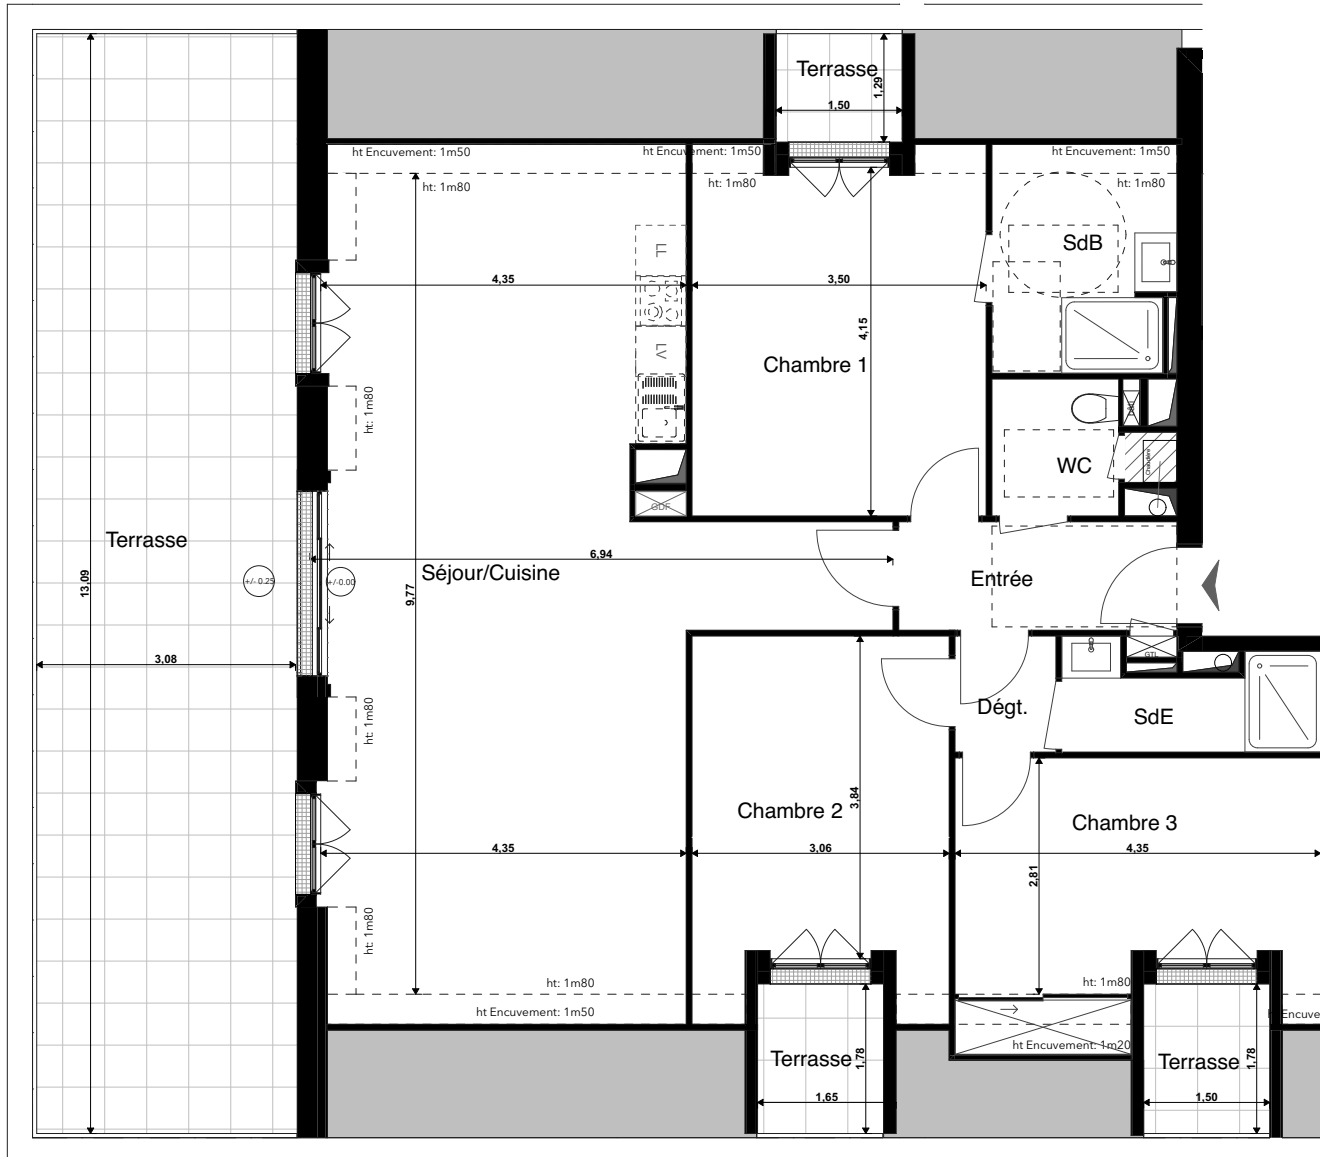 Terrasse
1,29
1,50
ht Encuvement: 1m50
ht Encuvement: 1m50
ht Encuvement: 1m50
ht: 1m80
ht: 1m80
ht: 1m80
SdB
LL
4,35
3,50
4,15
LV
Chambre 1
ht: 1m80
WC
GDF
Terrasse
6,94
Séjour/Cuisine
Entrée
+/- 0.25
+/-0.00
13,09
9,77
3,08
GTL
Dégt.
SdE
ht: 1m80
3,84
Chambre 2
Chambre 3
4,35
3,06
4,35
2,81
ht: 1m80
ht: 1m80
ht: 1m80
ht Encuvement: 1m50
ht Encuvement: 1m20
Terrasse
1,78
Terrasse
1,78
1,65
1,50